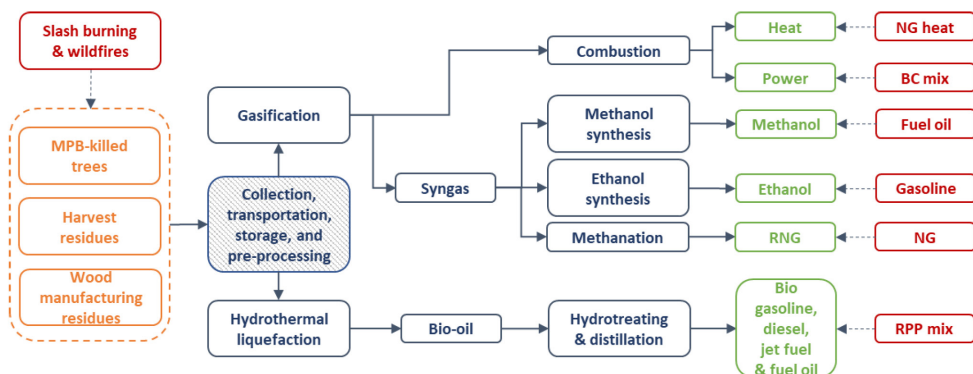 Slash burning
& wildfires
MPB-killed
trees
Harvest
residues
Wood
manufacturing
residues
Gasification
Collection,
transportation,
storage, and
pre-processing
Hydrothermal
liquefaction
Syngas
Bio-oil
Combustion
Methanol
synthesis
Ethanol
synthesis
Methanation
Hydrotreating
& distillation
Heat
Power
Methanol
Ethanol
RNG
Bio
gasoline,
diesel,
jet fuel
& fuel oil
NG heat
BC mix
Fuel oil
Gasoline
NG
RPP mix